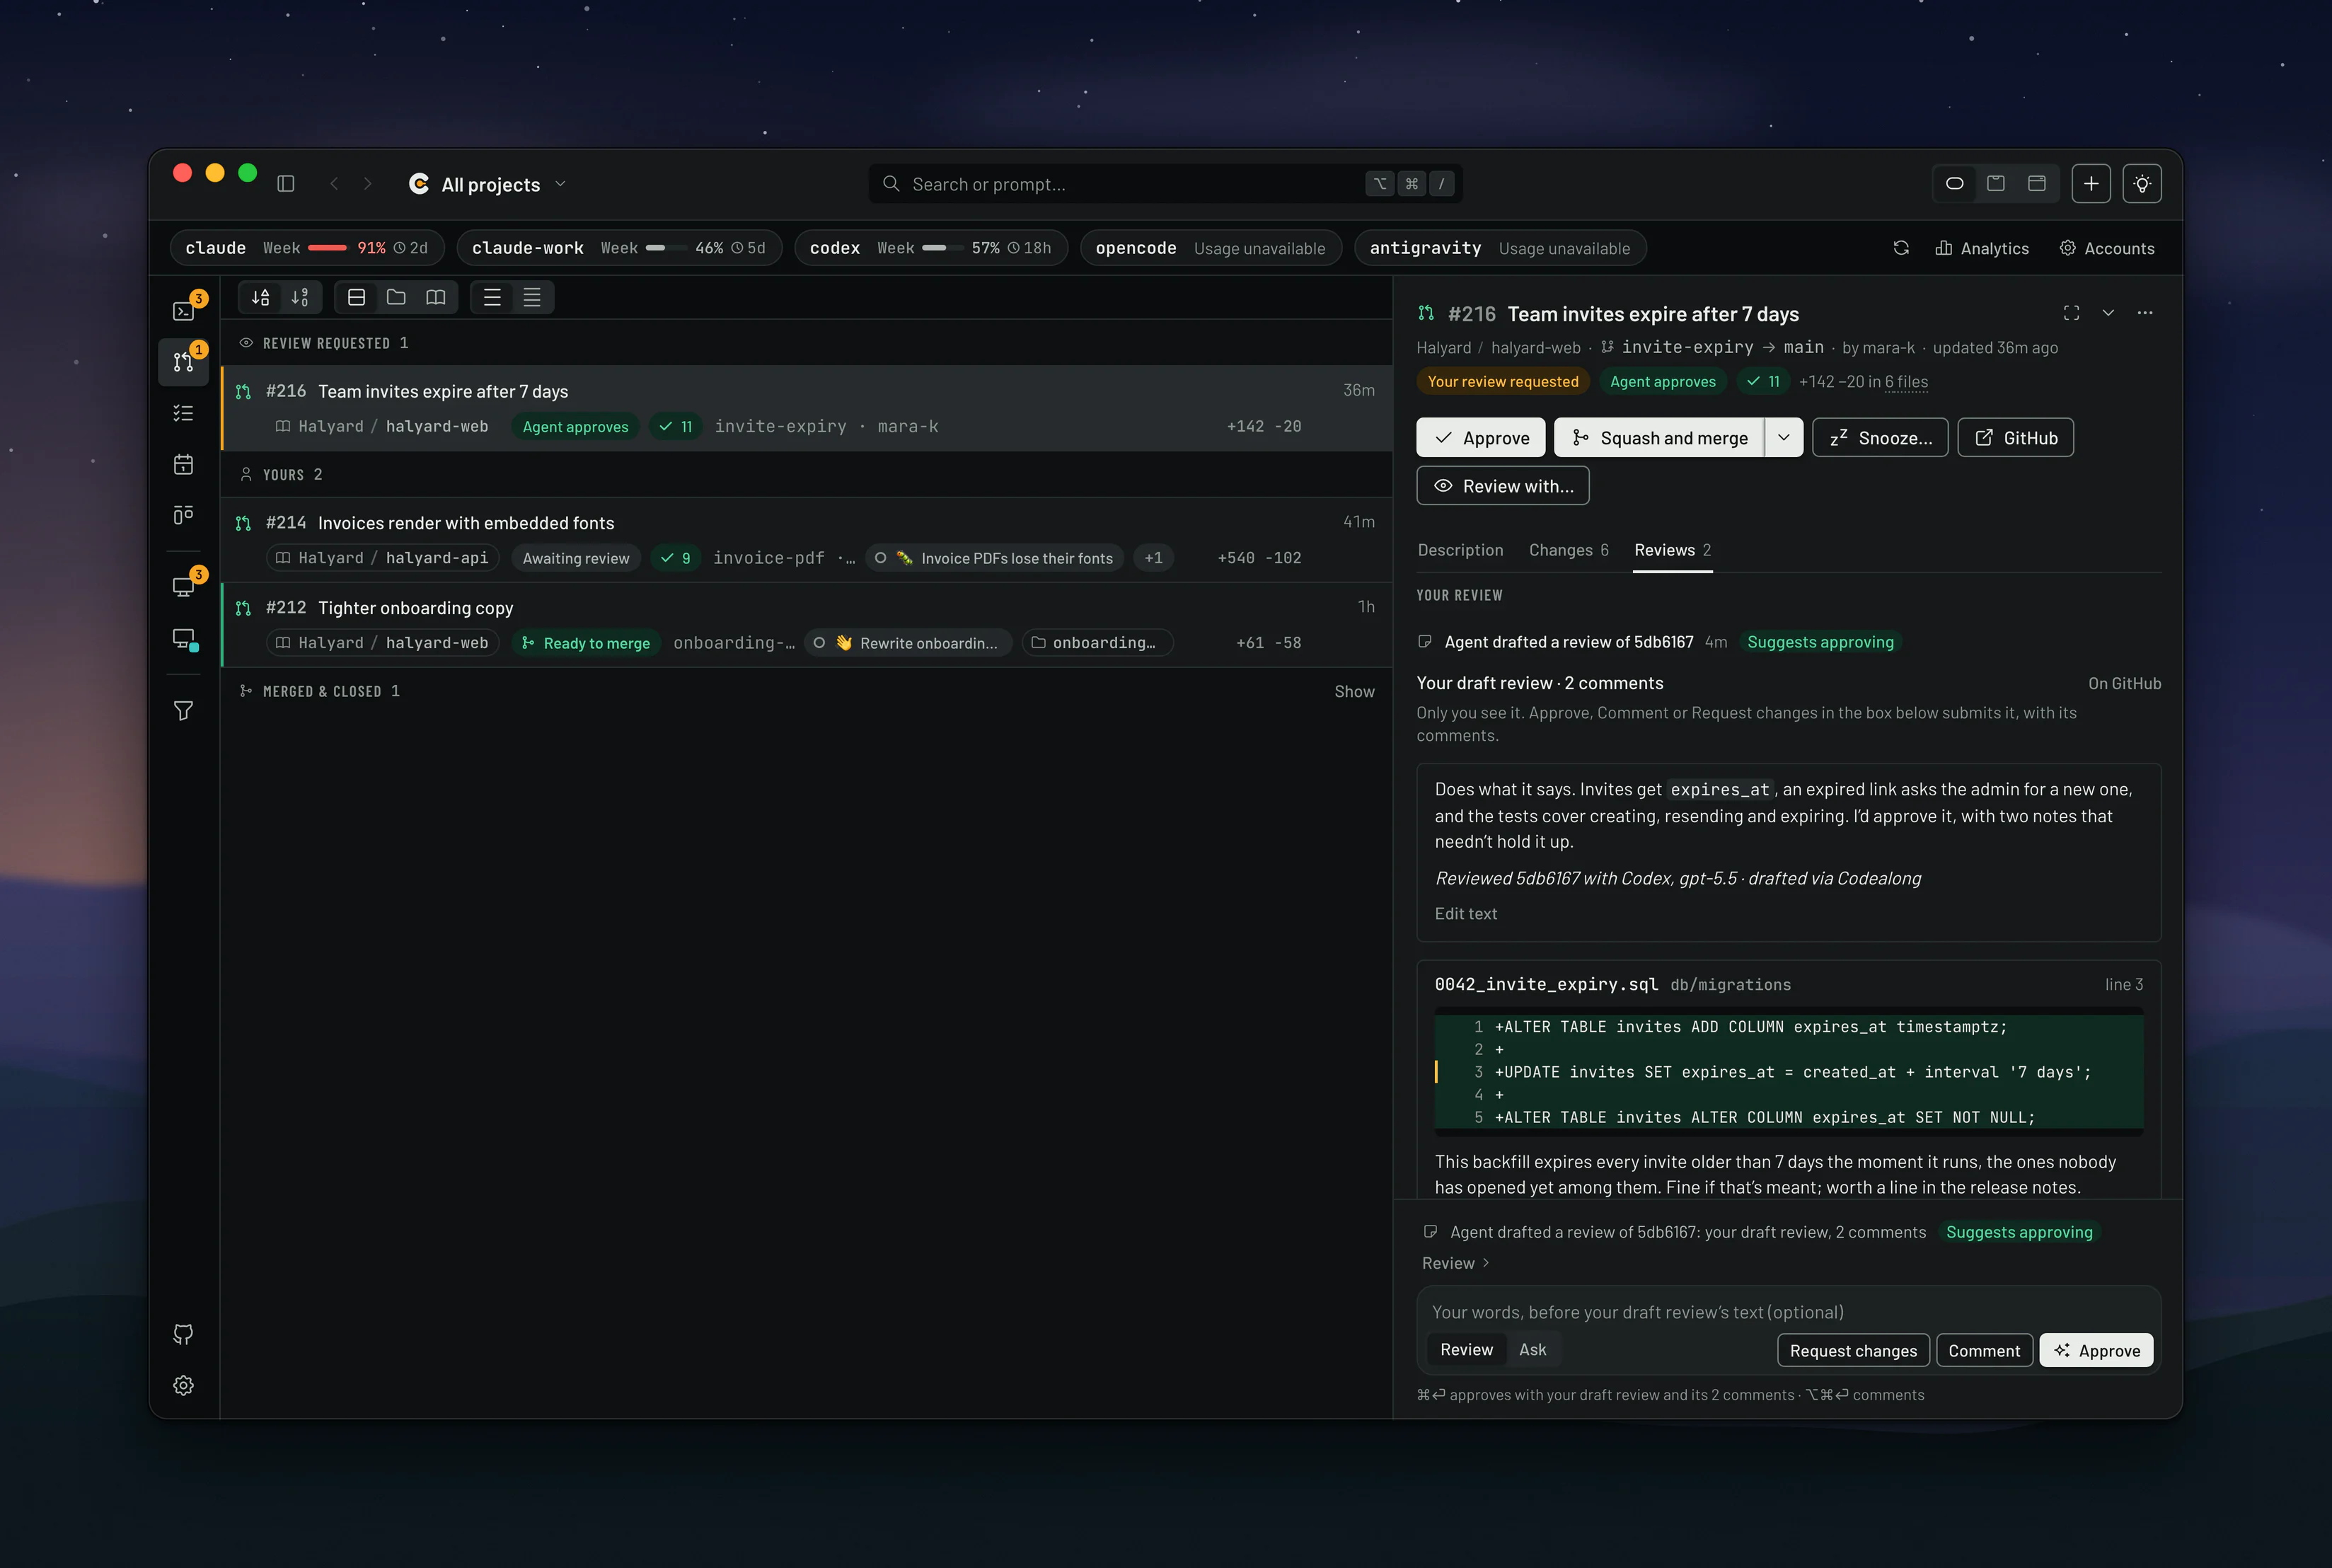 All projects
Search or prompt...
⌥ ⌘ /
claude Week 91% 2d
claude-work Week 46% 5d
codex Week 57% 18h
opencode Usage unavailable
antigravity Usage unavailable
Analytics
Accounts
3
1
3
REVIEW REQUESTED 1
#216 Team invites expire after 7 days 36m
Halyard / halyard-web Agent approves 11 invite-expiry · mara-k +142 -20
YOURS 2
#214 Invoices render with embedded fonts 41m
Halyard / halyard-api Awaiting review 9 invoice-pdf ·… Invoice PDFs lose their fonts +1 +540 -102
#212 Tighter onboarding copy 1h
Halyard / halyard-web Ready to merge onboarding-… Rewrite onboardin… onboarding… +61 -58
MERGED & CLOSED 1 Show
#216 Team invites expire after 7 days
Halyard / halyard-web · invite-expiry → main · by mara-k · updated 36m ago
Your review requested Agent approves 11 +142 −20 in 6 files
Approve Squash and merge zZ Snooze... GitHub
Review with...
Description Changes 6 Reviews 2
YOUR REVIEW
Agent drafted a review of 5db6167 4m Suggests approving
Your draft review · 2 comments On GitHub
Only you see it. Approve, Comment or Request changes in the box below submits it, with its
comments.
Does what it says. Invites get expires_at, an expired link asks the admin for a new one,
and the tests cover creating, resending and expiring. I’d approve it, with two notes that
needn’t hold it up.
Reviewed 5db6167 with Codex, gpt-5.5 · drafted via Codealong
Edit text
0042_invite_expiry.sql db/migrations line 3
1 +ALTER TABLE invites ADD COLUMN expires_at timestamptz;
2 +
3 +UPDATE invites SET expires_at = created_at + interval '7 days';
4 +
5 +ALTER TABLE invites ALTER COLUMN expires_at SET NOT NULL;
This backfill expires every invite older than 7 days the moment it runs, the ones nobody
has opened yet among them. Fine if that’s meant; worth a line in the release notes.
Agent drafted a review of 5db6167: your draft review, 2 comments Suggests approving
Review
Your words, before your draft review’s text (optional)
Review Ask Request changes Comment Approve
⌘⏎ approves with your draft review and its 2 comments · ⌥⌘⏎ comments